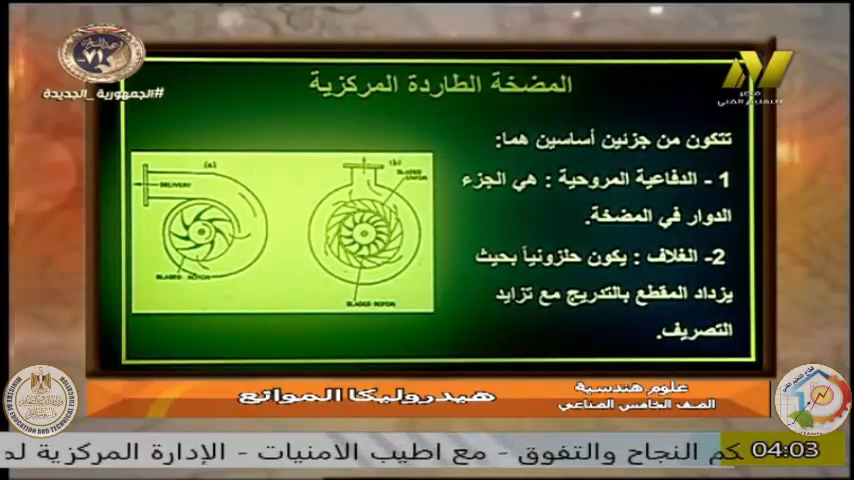 #الجمهورية_الجديدة
مصر
المضخة الطاردة المركزية
تتكون من جزئين أساسين هما:
1 - الدفاعية المروحية : هي الجزء
الدوار في المضخة.
2- الغلاف : يكون حلزونياً بحيث
يزداد المقطع بالتدريج مع تزايد
التصريف.
(a)
DELIVERY
BLADED ROTOR
(b)
BLADED
STATOR
BLADED ROTOR
علوم هندسية
الصف الخامس الصناعي
هيدروليكا الموائع
كم النجاح والتفوق - مع اطيب الامنيات - الإدارة المركزية
04:03